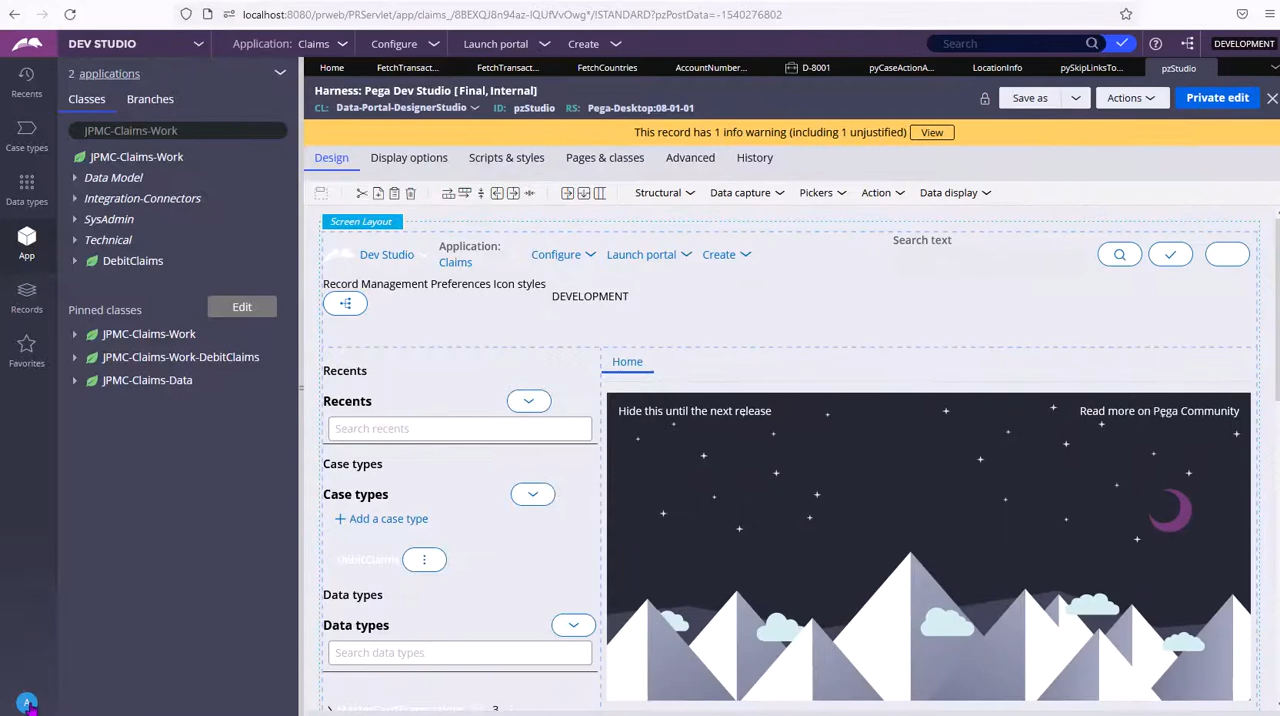 localhost:8080/prweb/PRServlet/app/claims_/8BEXQJ8n94az-IQUfVvOwg*/!STANDARD?pzPostData=-1540276802
DEV STUDIO
Application: Claims
Configure
Launch portal
Create
Search
DEVELOPMENT
Recents
Case types
Data types
App
Records
Favorites
A
2 applications
Classes
Branches
JPMC-Claims-Work
JPMC-Claims-Work
Data Model
Integration-Connectors
SysAdmin
Technical
DebitClaims
Pinned classes
Edit
JPMC-Claims-Work
JPMC-Claims-Work-DebitClaims
JPMC-Claims-Data
Home
FetchTransact...
FetchTransact...
FetchCountries
AccountNumber...
D-8001
pyCaseActionA...
LocationInfo
pySkipLinksTo...
pzStudio
Harness: Pega Dev Studio [Final, Internal]
CL: Data-Portal-DesignerStudio ID: pzStudio RS: Pega-Desktop:08-01-01
Save as
Actions
Private edit
This record has 1 info warning (including 1 unjustified)
View
Design
Display options
Scripts & styles
Pages & classes
Advanced
History
Structural
Data capture
Pickers
Action
Data display
Screen Layout
Dev Studio
Application:
Claims
Configure
Launch portal
Create
Search text
Record Management Preferences Icon styles
DEVELOPMENT
Recents
Recents
Search recents
Case types
Case types
Add a case type
DebitClaims
Data types
Data types
Search data types
3
Home
Hide this until the next release
Read more on Pega Community